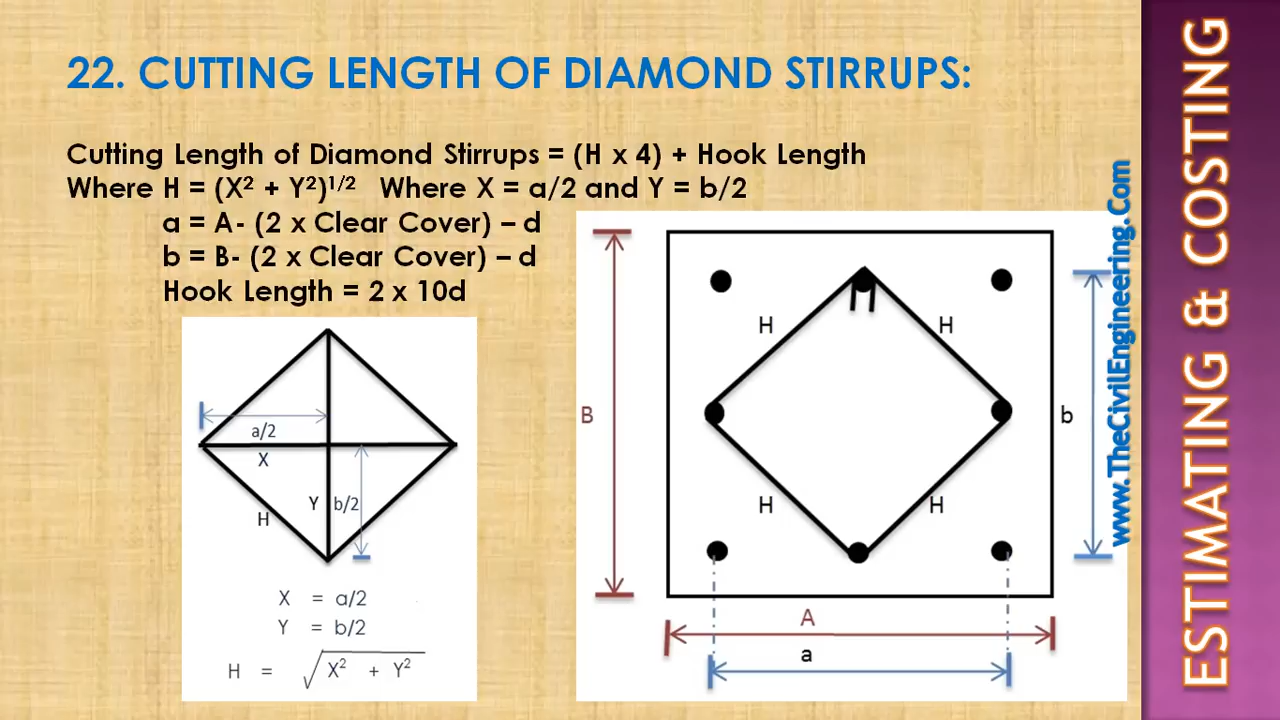 22. CUTTING LENGTH OF DIAMOND STIRRUPS:
Cutting Length of Diamond Stirrups = (H x 4) + Hook Length
Where H = (X² + Y²)¹/² Where X = a/2 and Y = b/2
a = A- (2 x Clear Cover) – d
b = B- (2 x Clear Cover) – d
Hook Length = 2 x 10d
a/2
X
Y b/2
H
X = a/2
Y = b/2
H = √X² + Y²
H H
B
b
H H
A
a
www.TheCivilEngineering.Com
ESTIMATING & COSTING